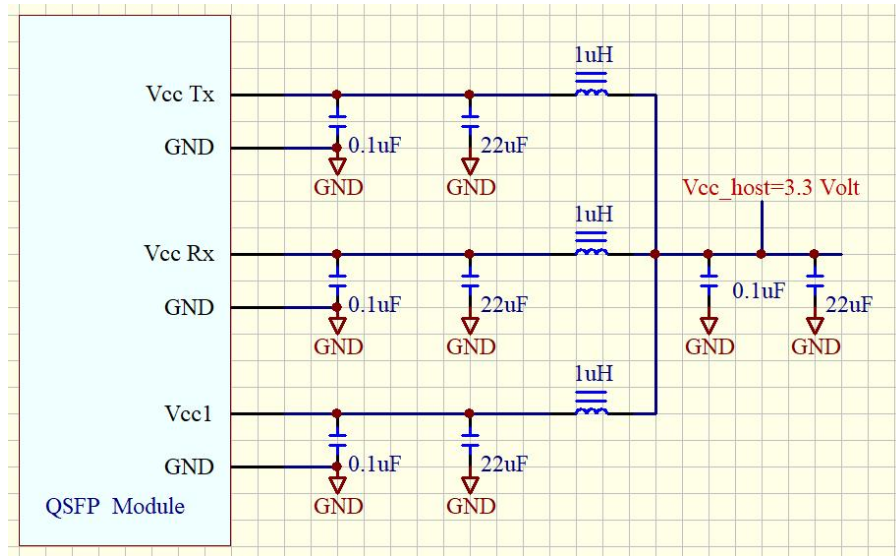 1uH
Vcc Tx
GND
0.1uF
22uF
GND
GND
Vcc_host=3.3 Volt
1uH
Vcc Rx
GND
0.1uF
22uF
0.1uF
22uF
GND
GND
GND
GND
1uH
Vcc1
GND
0.1uF
22uF
GND
GND
QSFP Module